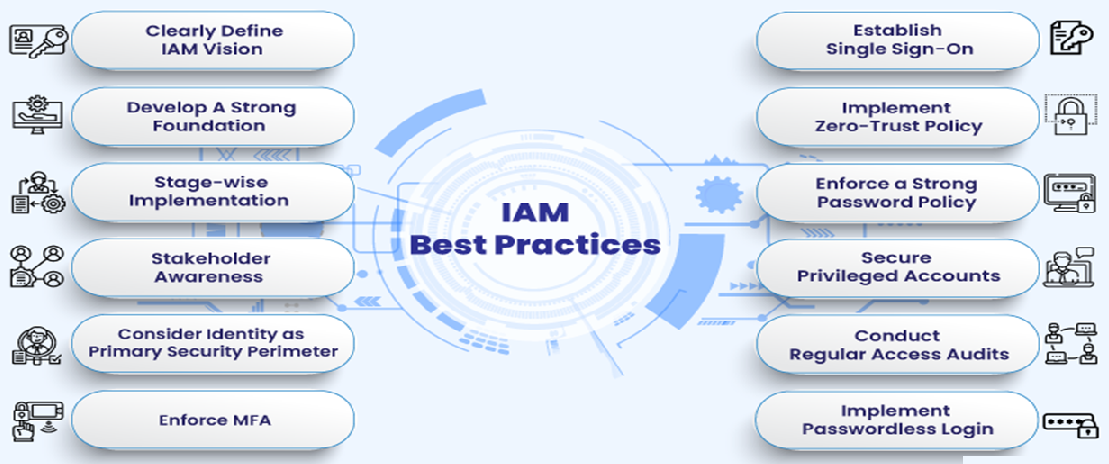 Clearly Define
IAM Vision
Develop A Strong
Foundation
Stage-wise
Implementation
Stakeholder
Awareness
Consider Identity as
Primary Security Perimeter
Enforce MFA
IAM
Best Practices
Establish
Single Sign-On
Implement
Zero-Trust Policy
Enforce a Strong
Password Policy
Secure
Privileged Accounts
Conduct
Regular Access Audits
Implement
Passwordless Login